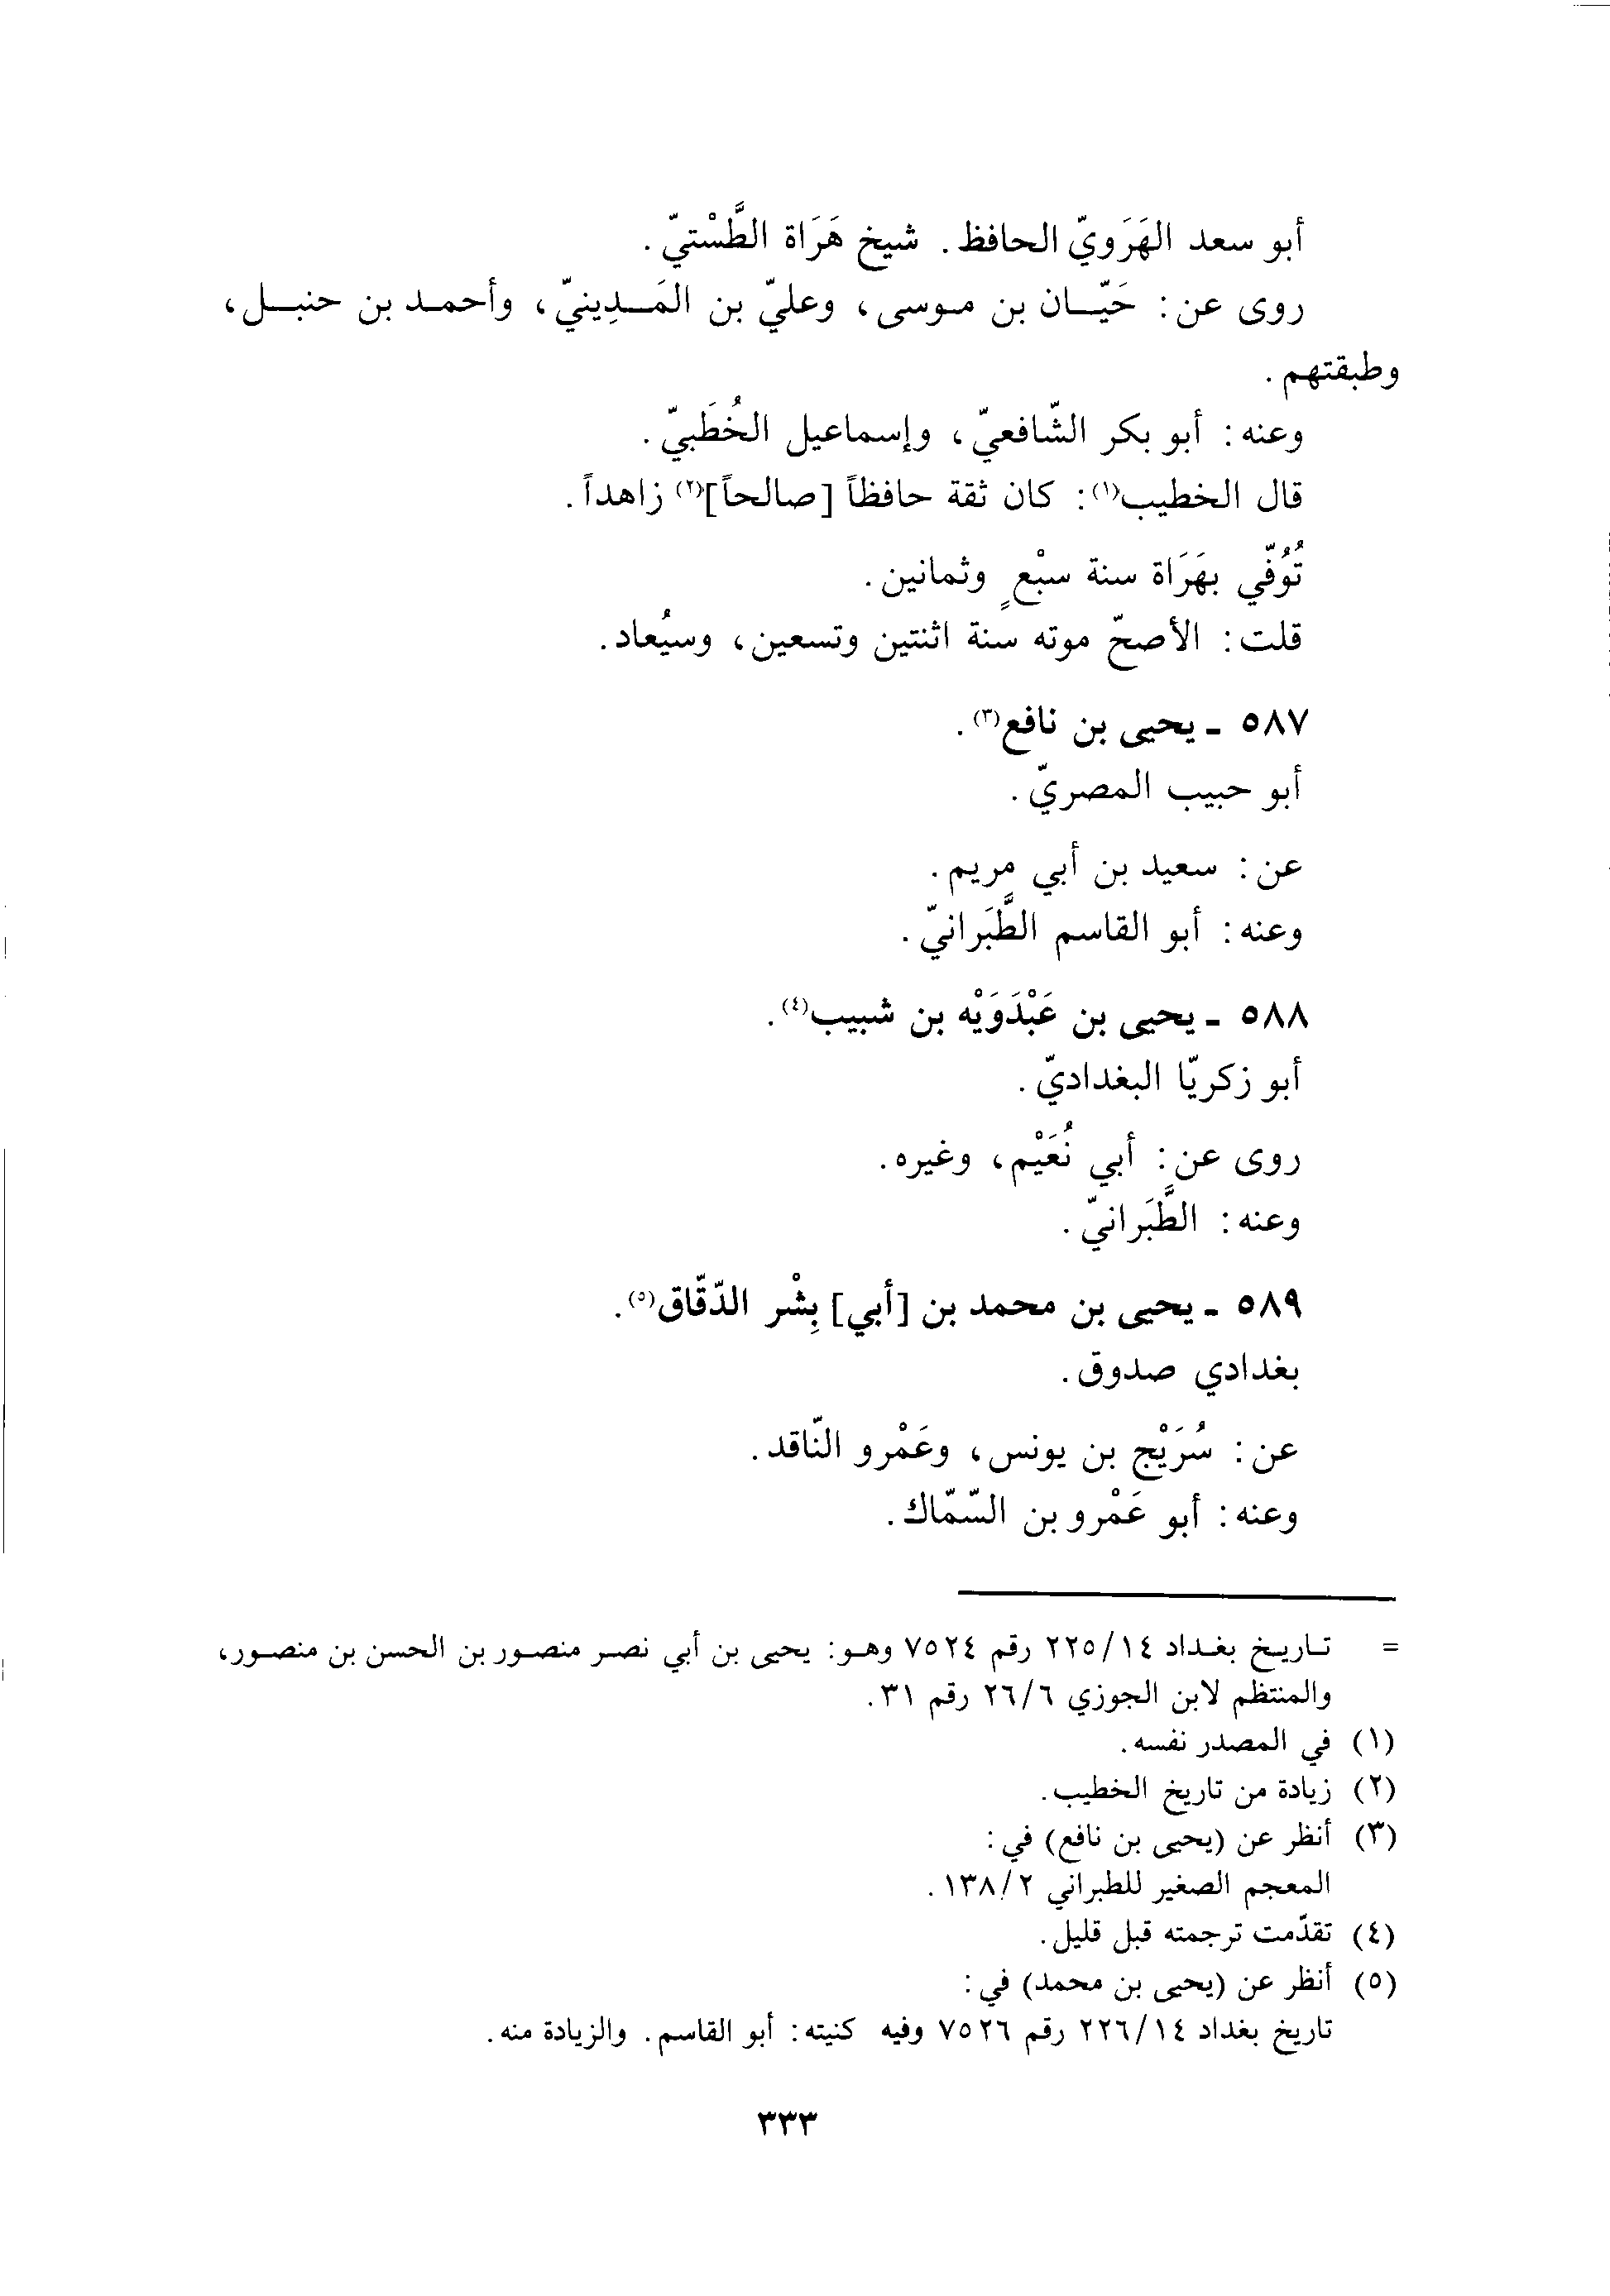 أبو سعد الهَرَويّ الحافظ. شيخ هَرَاة الطَّسْتيّ.
روى عن: حَيّـان بن موسى، وعليّ بن المَـدِينيّ، وأحمد بن حنبـل،
وطبقتهم.
وعنه: أبو بكر الشّافعيّ، وإسماعيل الخُطَبيّ.
قال الخطيب(١): كان ثقة حافظاً [صالحاً](٢) زاهداً.
تُوُفّي بهَرَاة سنة سبْعٍ وثمانين.
قلت: الأصحّ موته سنة اثنتين وتسعين، وسيُعاد.
٥٨٧ ـ يحيى بن نافع(٣).
أبو حبيب المصريّ.
عن: سعيد بن أبي مريم.
وعنه: أبو القاسم الطَّبَرانيّ.
٥٨٨ ـ يحيى بن عَبْدَوَيْه بن شبيب(٤).
أبو زكريّا البغداديّ.
روى عن: أبي نُعَيْم، وغيره.
وعنه: الطَّبَرانيّ.
٥٨٩ ـ يحيى بن محمد بن [أبي] بِشْر الدّقّاق(٥).
بغدادي صدوق.
عن: سُرَيْج بن يونس، وعَمْرو النّاقد.
وعنه: أبو عَمْرو بن السّمّاك.
= تاريخ بغداد ٢٢٥/١٤ رقم ٧٥٢٤ وهو: يحيى بن أبي نصر منصور بن الحسن بن منصور،
والمنتظم لابن الجوزي ٢٦/٦ رقم ٣١.
(١) في المصدر نفسه.
(٢) زيادة من تاريخ الخطيب.
(٣) أنظر عن (يحيى بن نافع) في:
المعجم الصغير للطبراني ١٣٨/٢.
(٤) تقدّمت ترجمته قبل قليل.
(٥) أنظر عن (يحيى بن محمد) في:
تاريخ بغداد ٢٢٦/١٤ رقم ٧٥٢٦ وفيه كنيته: أبو القاسم. والزيادة منه.
٣٣٣